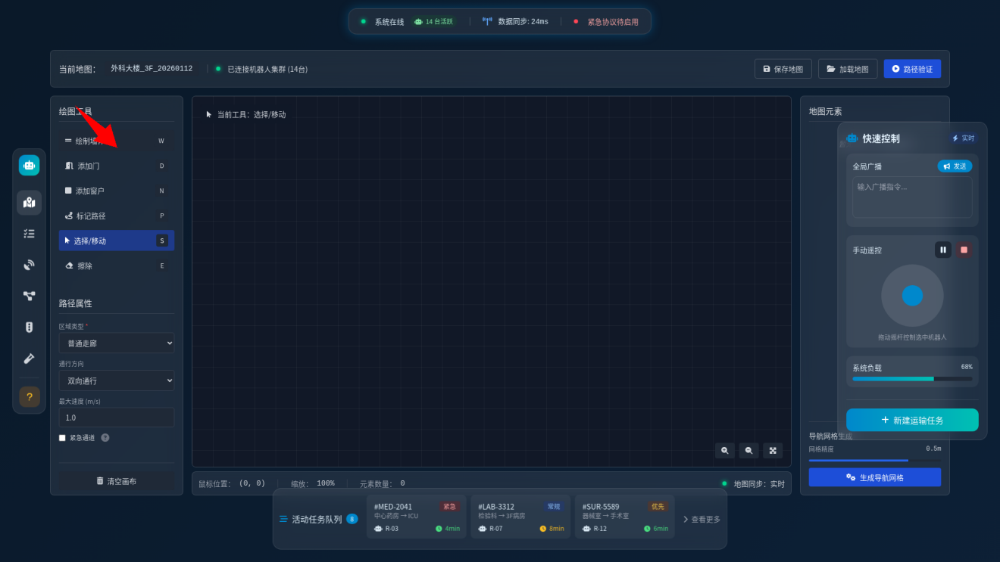 系统在线 14 台活跃 数据同步: 24ms 紧急协议待启用
当前地图: 外科大楼_3F_20260112 已连接机器人集群 (14台) 保存地图 加载地图 路径验证
绘图工具
绘制墙 W
添加门 D
添加窗户 N
标记路径 P
选择/移动 S
擦除 E
路径属性
区域类型 *
普通走廊
通行方向
双向通行
最大速度 (m/s)
1.0
紧急通道 ?
清空画布
?
当前工具: 选择/移动
鼠标位置: (0, 0) 缩放: 100% 元素数量: 0 地图同步: 实时
地图元素
快速控制 实时
全局广播 发送
输入广播指令...
手动遥控
拖动摇杆控制选中机器人
系统负载 68%
新建运输任务
导航网格生成
网格精度 0.5m
生成导航网格
活动任务队列 8
#MED-2041 紧急
中心药房 → ICU
R-03 4min
#LAB-3312 常规
检验科 → 3F病房
R-07 8min
#SUR-5589 优先
器械室 → 手术室
R-12 6min
查看更多